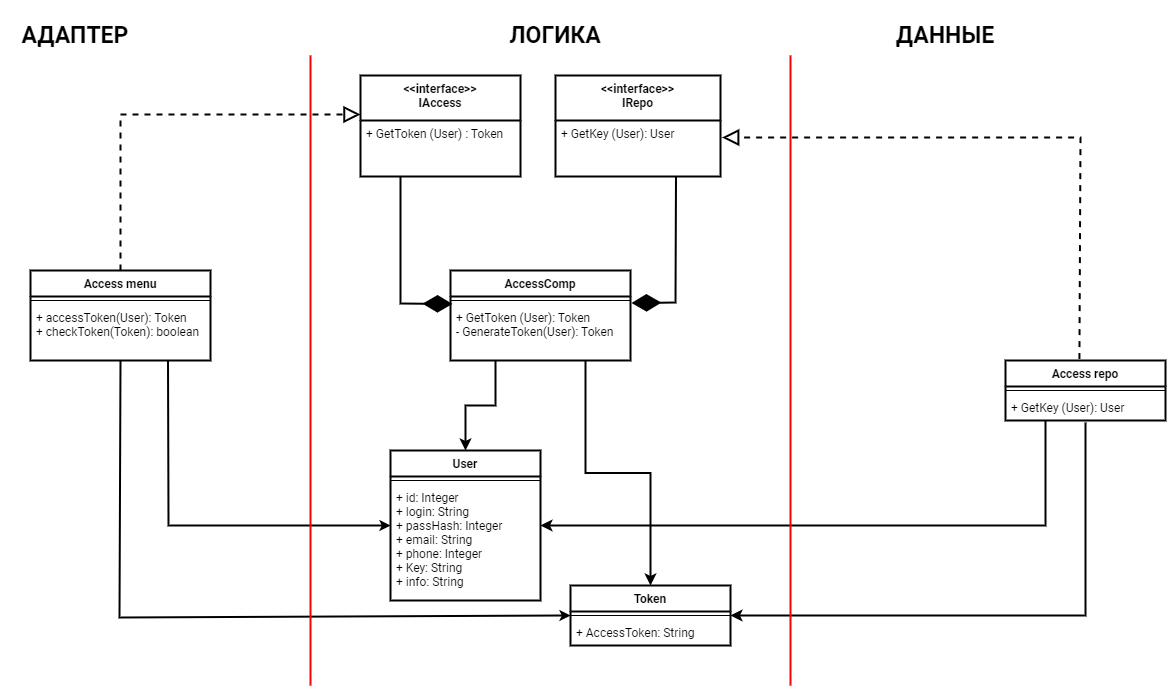 АДАПТЕР
ЛОГИКА
ДАННЫЕ
<<interface>>
IAccess
+ GetToken (User) : Token
<<interface>>
IRepo
+ GetKey (User): User
Access menu
+ accessToken(User): Token
+ checkToken(Token): boolean
AccessComp
+ GetToken (User): Token
- GenerateToken(User): Token
Access repo
+ GetKey (User): User
User
+ id: Integer
+ login: String
+ passHash: Integer
+ email: String
+ phone: Integer
+ Key: String
+ info: String
Token
+ AccessToken: String